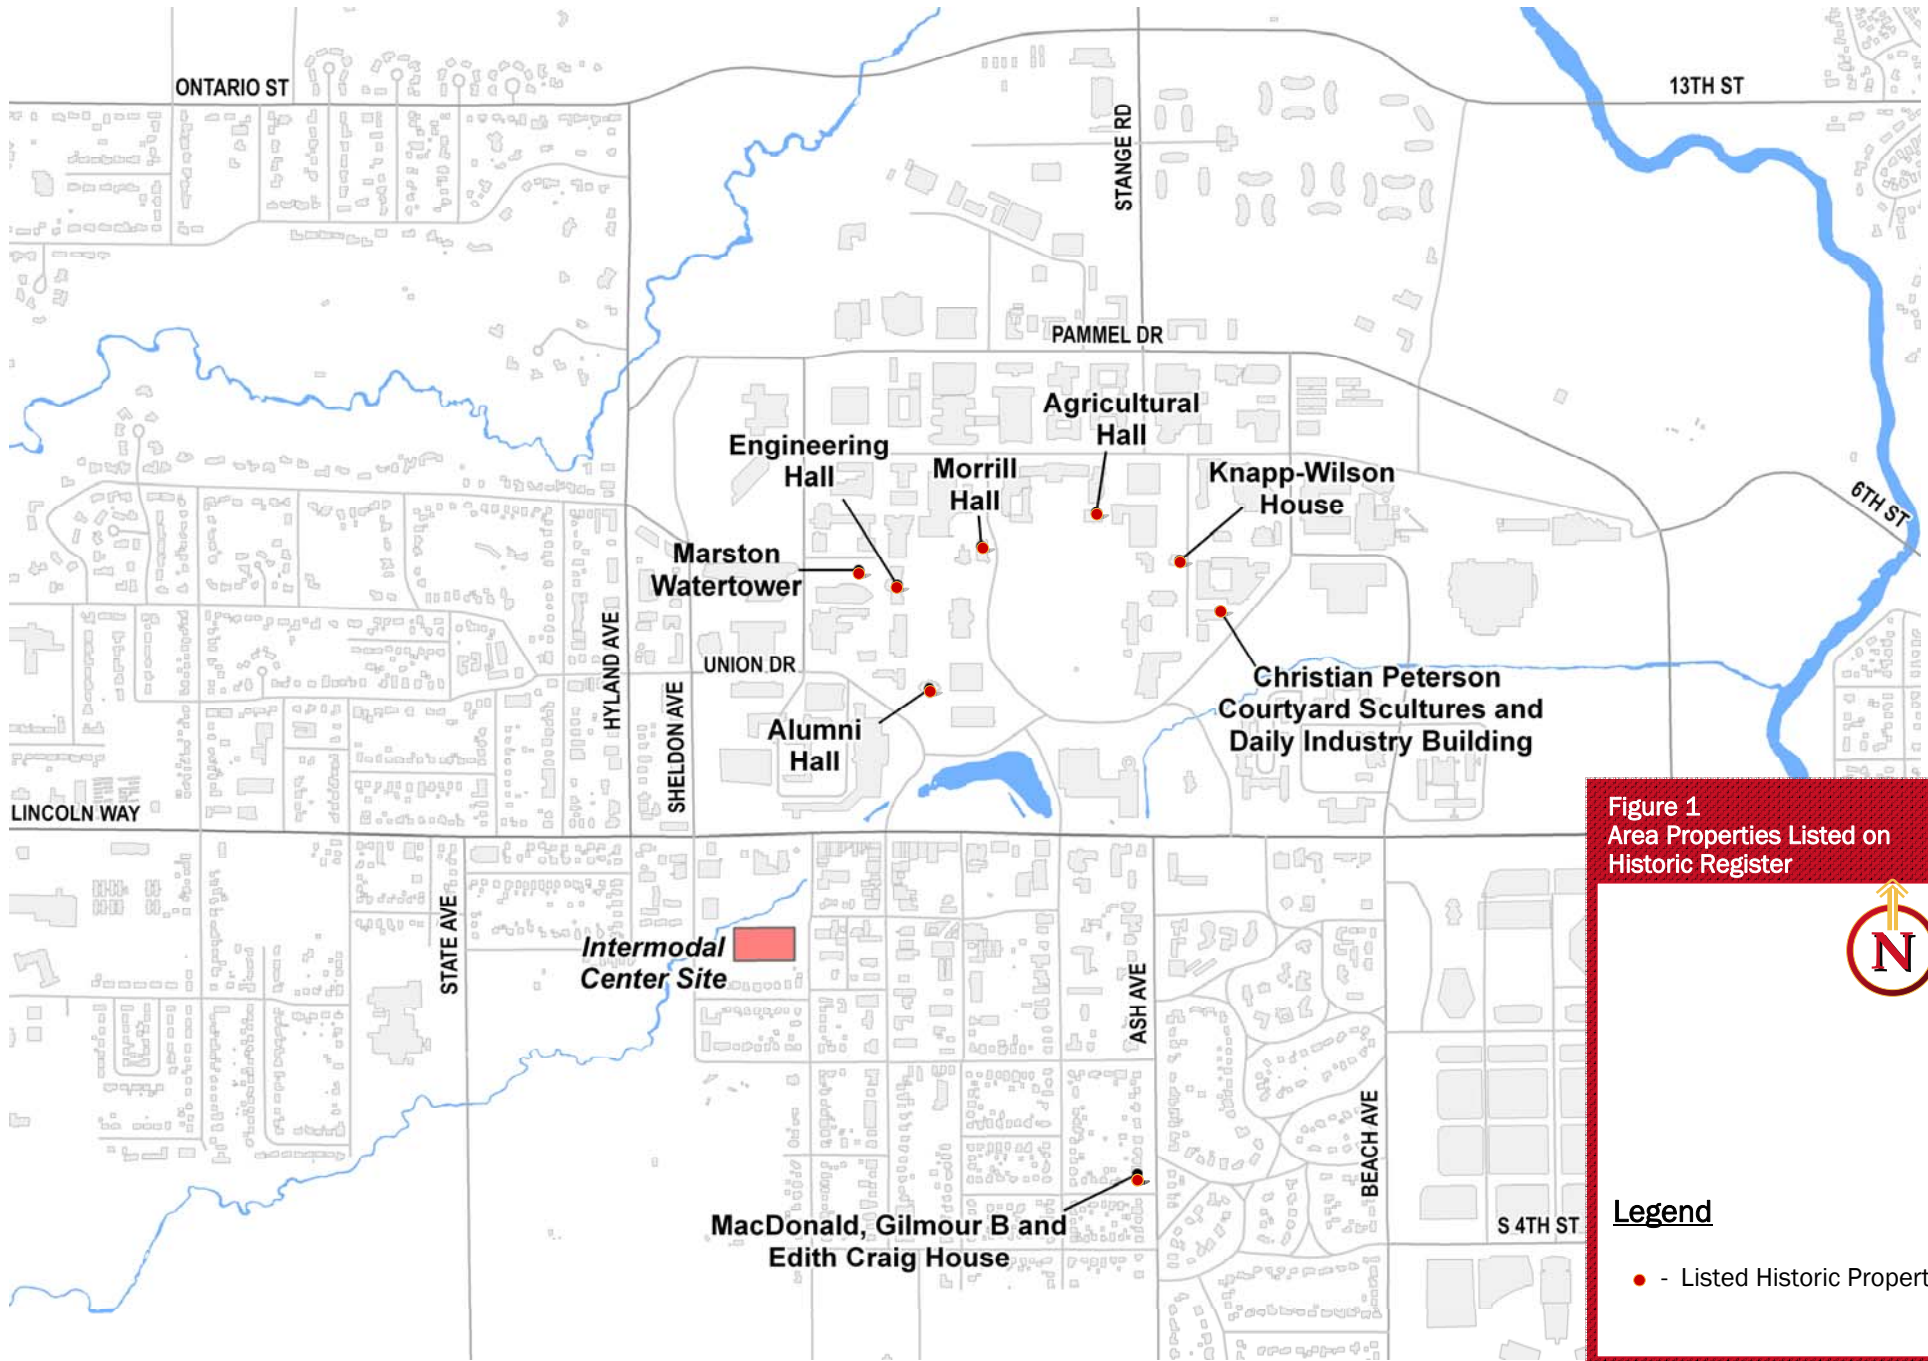 ONTARIO ST
13TH ST
STANGE RD
PAMMEL DR
Agricultural
Hall
Engineering
Hall
Morrill
Hall
Knapp-Wilson
House
6TH ST
Marston
Watertower
HYLAND AVE
UNION DR
SHELDON AVE
Christian Peterson
Courtyard Scultures and
Daily Industry Building
Alumni
Hall
LINCOLN WAY
Figure 1
Area Properties Listed on
Historic Register
N
STATE AVE
Intermodal
Center Site
ASH AVE
BEACH AVE
MacDonald, Gilmour B and
Edith Craig House
S 4TH ST
Legend
- Listed Historic Propert